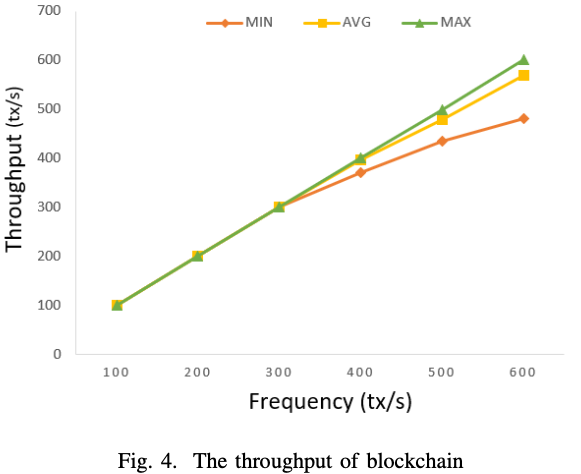 MIN AVG MAX
700
600
500
400
300
200
100
0
Throughput (tx/s)
100 200 300 400 500 600
Frequency (tx/s)
Fig. 4. The throughput of blockchain